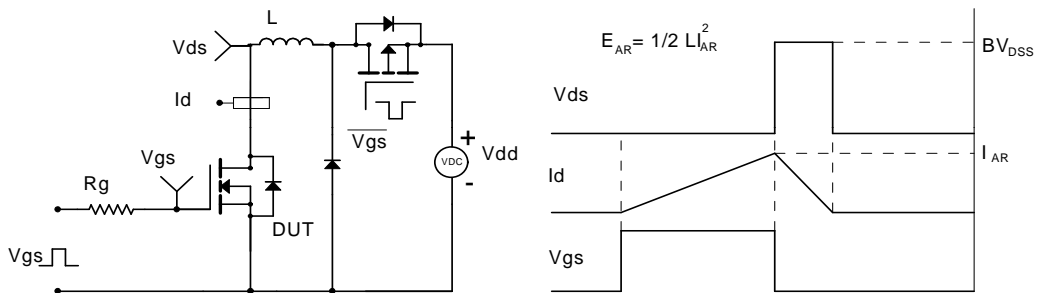 L
Vds
Id
Vgs
Rg
DUT
Vgs
Vgs
+
VDC
-
Vdd
E_AR= 1/2 LI_AR^2
BV_DSS
Vds
I_AR
Id
Vgs